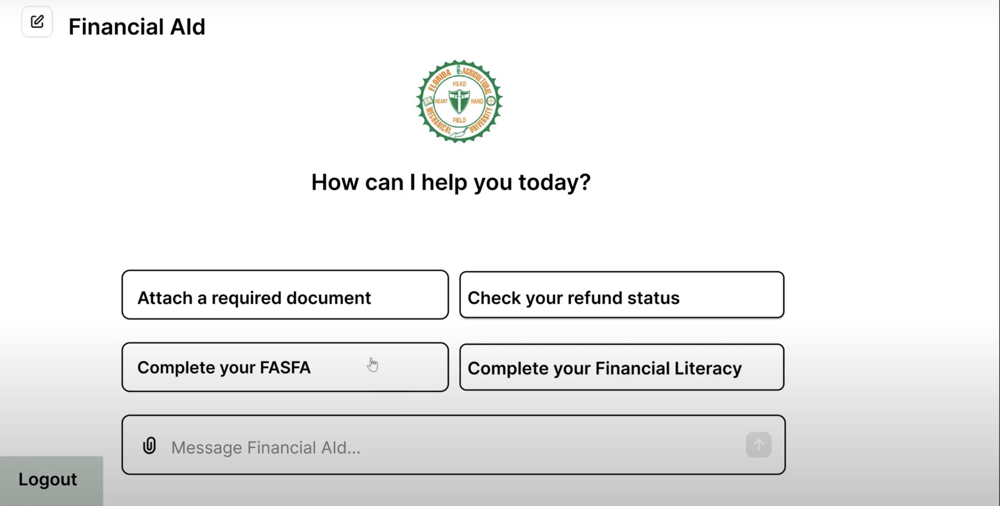 Financial AId
FLORIDA AGRICULTURAL
HEAD
1887
HEART HAND
FIELD
MECHANICAL UNIVERSITY
How can I help you today?
Attach a required document
Check your refund status
Complete your FASFA
Complete your Financial Literacy
Message Financial AId...
Logout